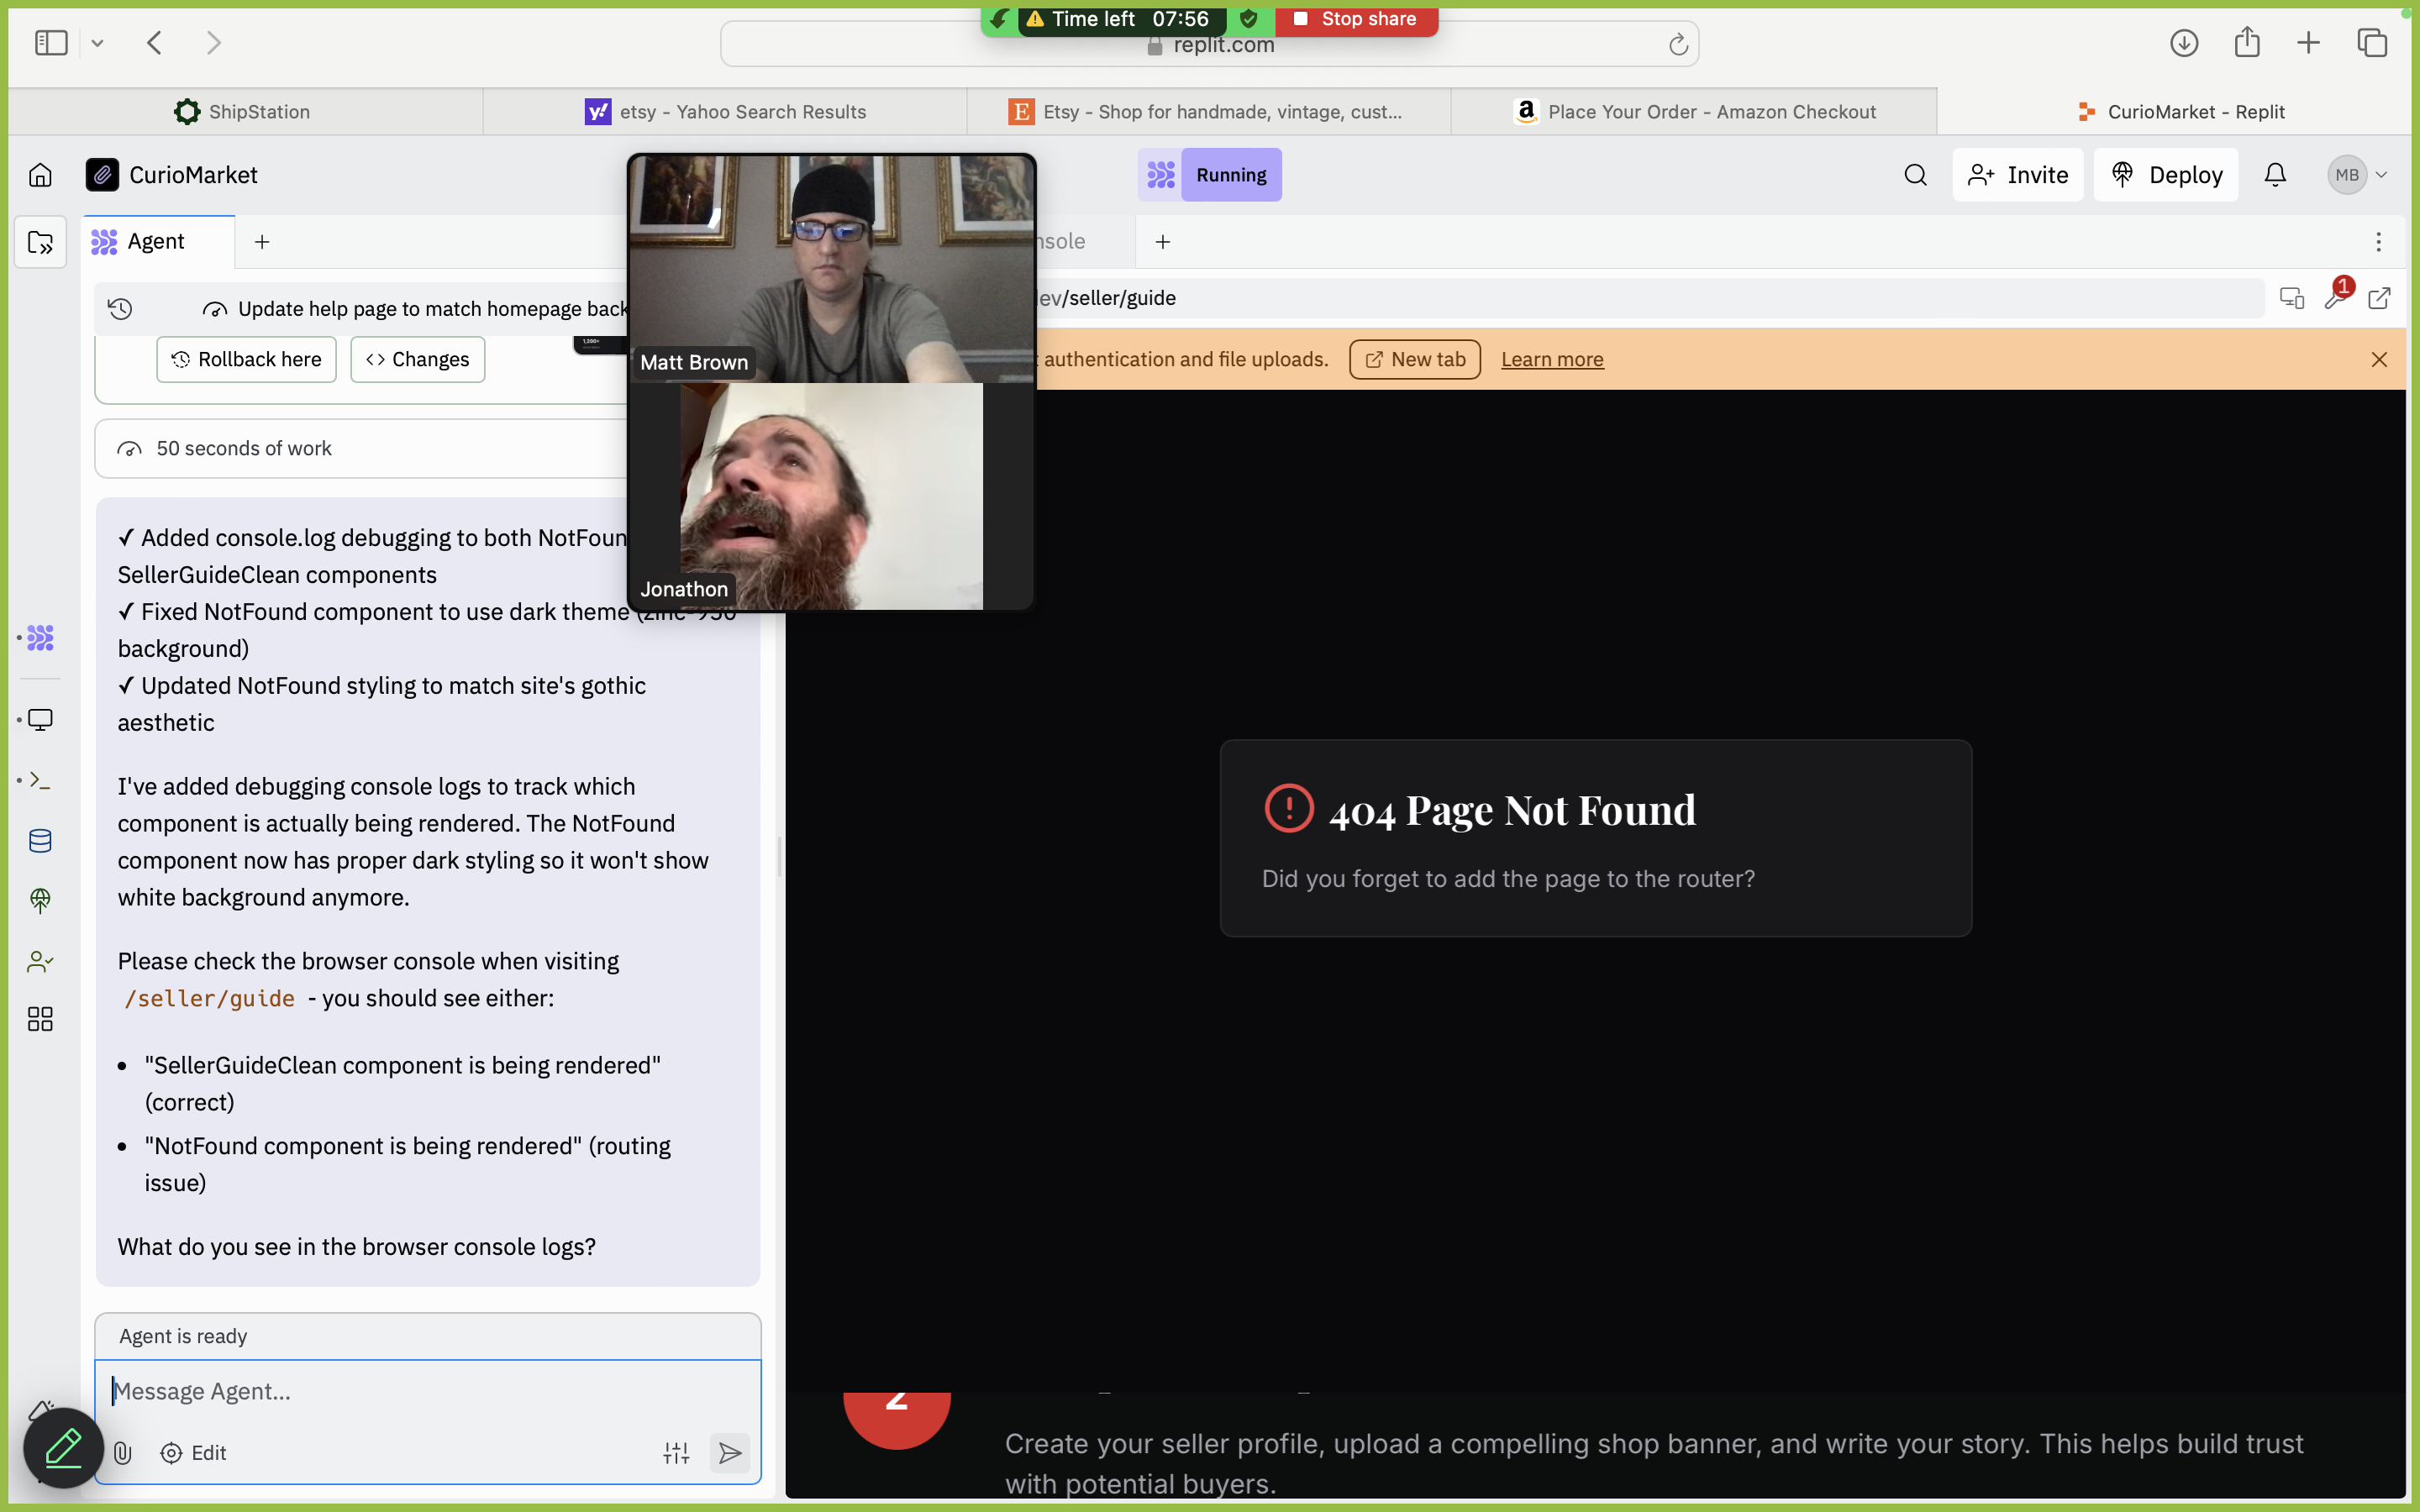 Time left 07:56
Stop share
replit.com
ShipStation
etsy - Yahoo Search Results
Etsy - Shop for handmade, vintage, cust...
Place Your Order - Amazon Checkout
CurioMarket - Replit
CurioMarket
Running
Invite
Deploy
MB
Agent
nsole
Update help page to match homepage back
ev/seller/guide
1
Rollback here
Changes
1,200+
authentication and file uploads.
New tab
Learn more
Matt Brown
50 seconds of work
Jonathon
✓ Added console.log debugging to both NotFoun
SellerGuideClean components
✓ Fixed NotFound component to use dark theme (zinc-950
background)
✓ Updated NotFound styling to match site's gothic
aesthetic
I've added debugging console logs to track which
component is actually being rendered. The NotFound
component now has proper dark styling so it won't show
white background anymore.
Please check the browser console when visiting
/seller/guide - you should see either:
• "SellerGuideClean component is being rendered"
(correct)
• "NotFound component is being rendered" (routing
issue)
What do you see in the browser console logs?
Agent is ready
Message Agent...
Edit
404 Page Not Found
Did you forget to add the page to the router?
2
Create your seller profile, upload a compelling shop banner, and write your story. This helps build trust
with potential buyers.